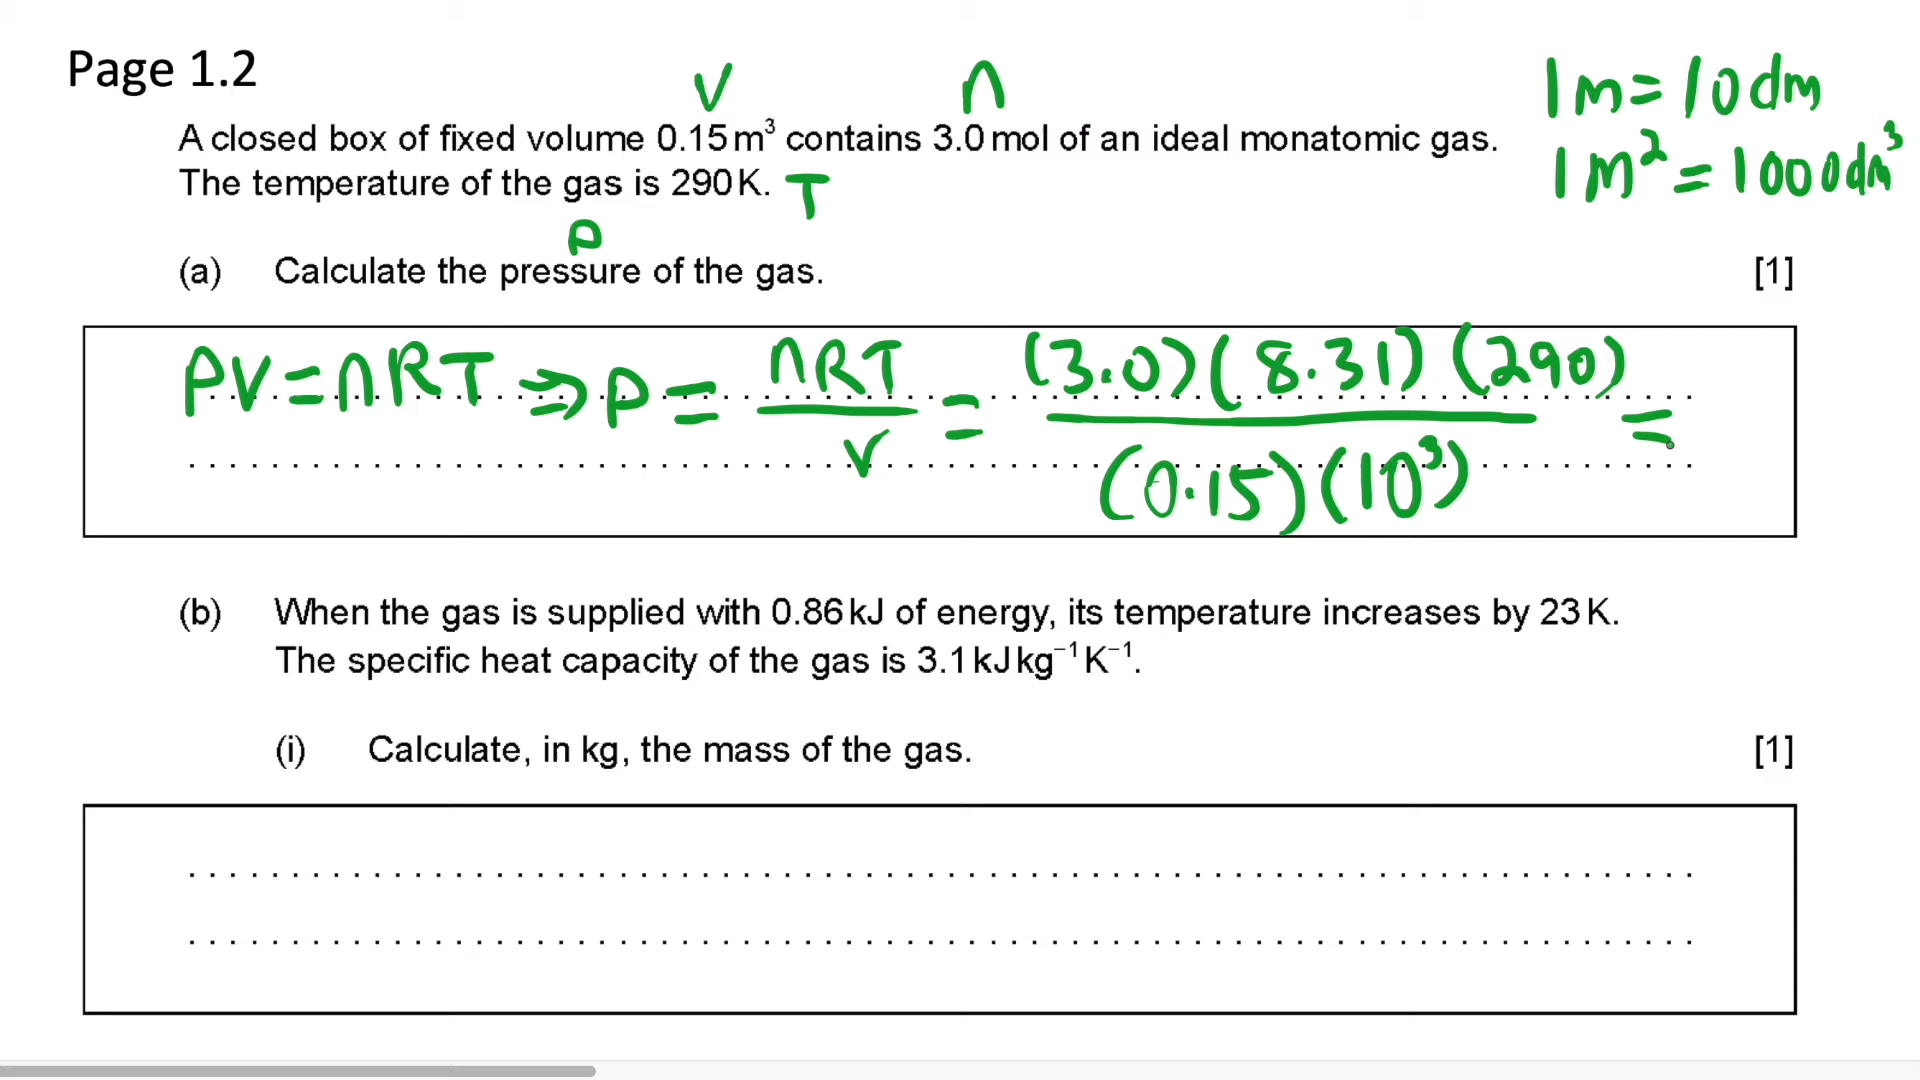 Page 1.2
V n
1m = 10dm
A closed box of fixed volume 0.15 m³ contains 3.0 mol of an ideal monatomic gas.
1m² = 1000dm³
The temperature of the gas is 290 K. T
P
(a) Calculate the pressure of the gas. [1]
PV = nRT ⇒ P = nRT / V = (3.0)(8.31)(290) / (0.15)(10³) =
(b) When the gas is supplied with 0.86 kJ of energy, its temperature increases by 23 K.
The specific heat capacity of the gas is 3.1 kJ kg⁻¹ K⁻¹.
(i) Calculate, in kg, the mass of the gas. [1]